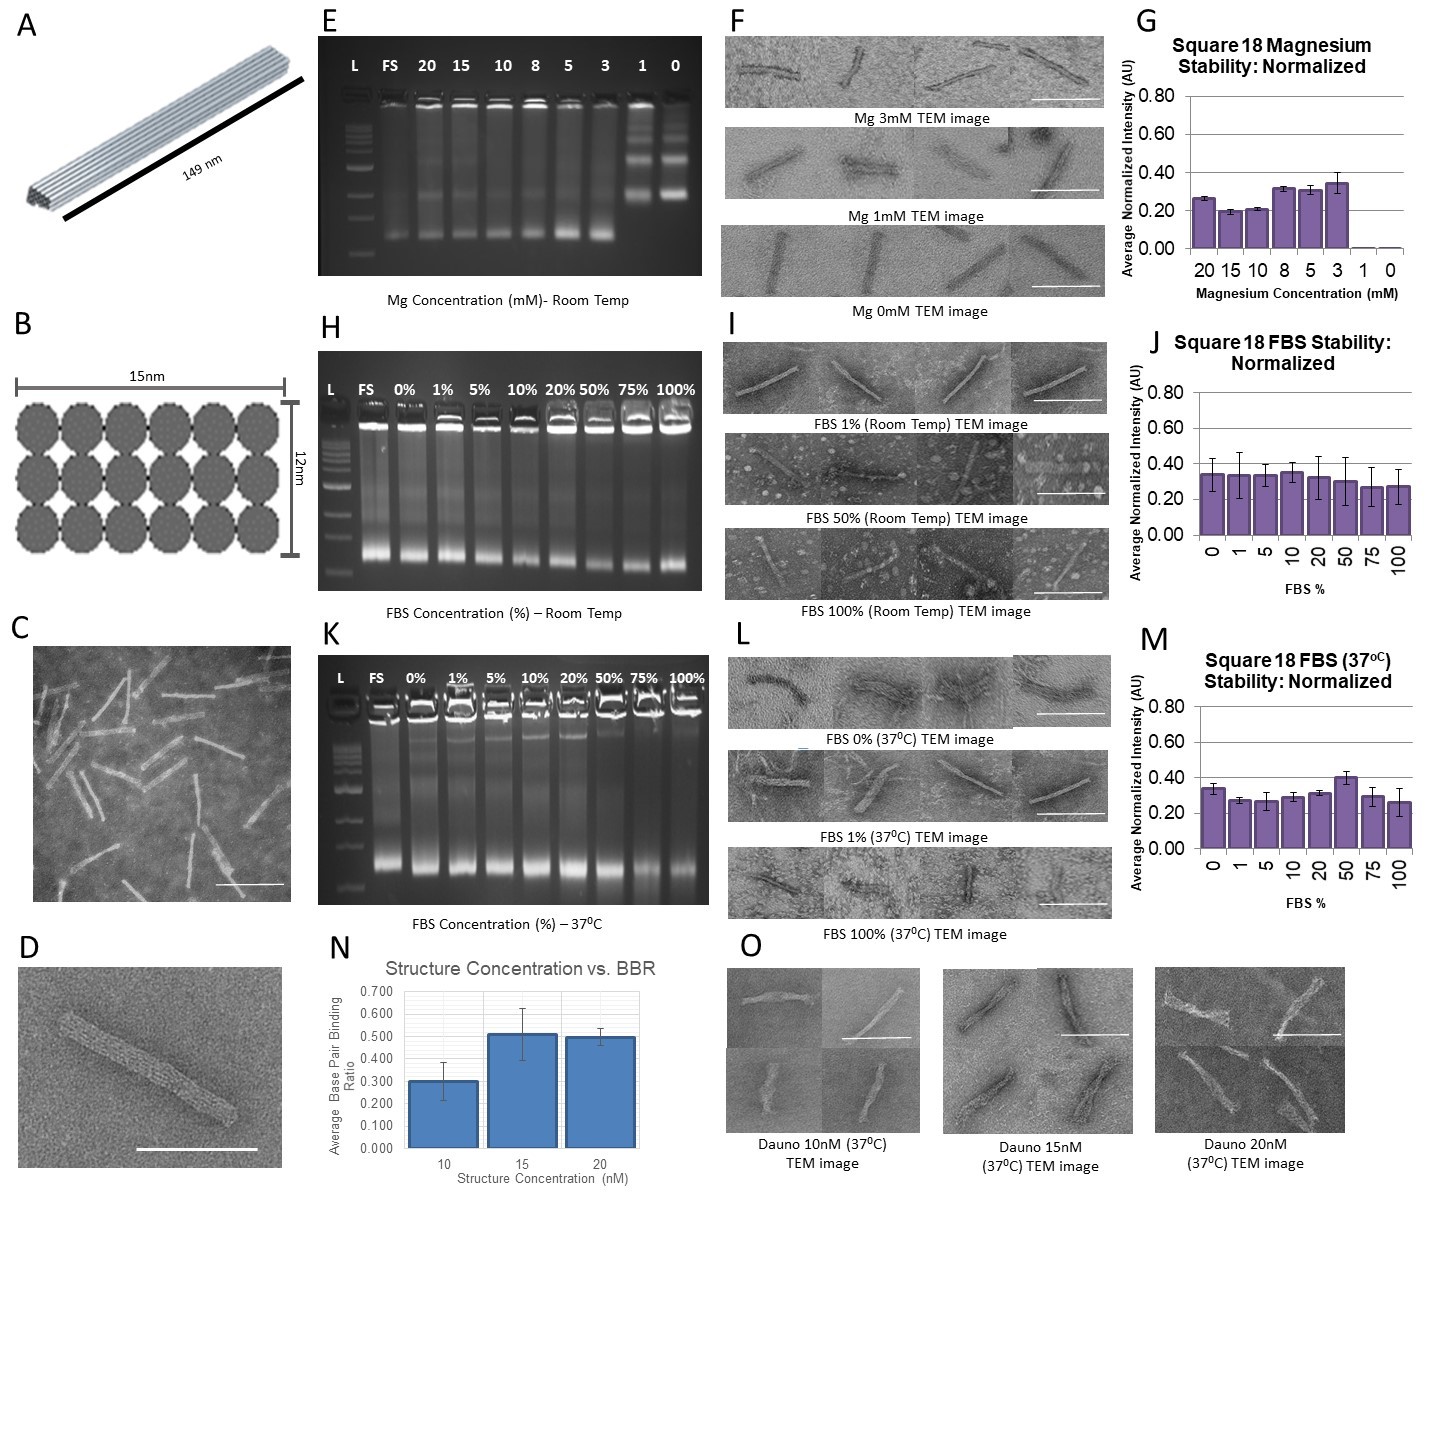 A
149 nm
B
15nm
12nm
C
D
E
L FS 20 15 10 8 5 3 1 0
Mg Concentration (mM)- Room Temp
F
Mg 3mM TEM image
Mg 1mM TEM image
Mg 0mM TEM image
G
Square 18 Magnesium
Stability: Normalized
Average Normalized Intensity (AU)
0.80
0.60
0.40
0.20
0.00
20 15 10 8 5 3 1 0
Magnesium Concentration (mM)
H
L FS 0% 1% 5% 10% 20% 50% 75% 100%
FBS Concentration (%) – Room Temp
I
FBS 1% (Room Temp) TEM image
FBS 50% (Room Temp) TEM image
FBS 100% (Room Temp) TEM image
J
Square 18 FBS Stability:
Normalized
Average Normalized Intensity (AU)
0.80
0.60
0.40
0.20
0.00
0 1 5 10 20 50 75 100
FBS %
K
L FS 0% 1% 5% 10% 20% 50% 75% 100%
FBS Concentration (%) – 37⁰C
L
FBS 0% (37⁰C) TEM image
FBS 1% (37⁰C) TEM image
FBS 100% (37⁰C) TEM image
M
Square 18 FBS (37ºC)
Stability: Normalized
Average Normalized Intensity (AU)
0.80
0.60
0.40
0.20
0.00
0 1 5 10 20 50 75 100
FBS %
N
Structure Concentration vs. BBR
Average Base Pair Binding
Ratio
0.700
0.600
0.500
0.400
0.300
0.200
0.100
0.000
10 15 20
Structure Concentration (nM)
O
Dauno 10nM (37⁰C)
TEM image
Dauno 15nM
(37⁰C) TEM image
Dauno 20nM
(37⁰C) TEM image